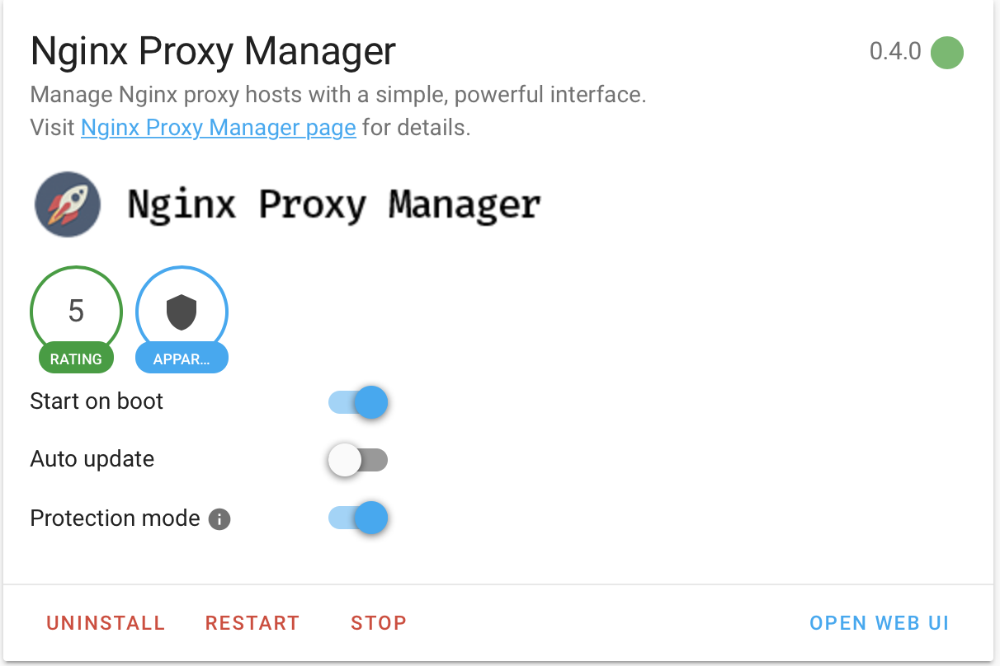 Nginx Proxy Manager
0.4.0
Manage Nginx proxy hosts with a simple, powerful interface.
Visit Nginx Proxy Manager page for details.
Nginx Proxy Manager
5
RATING
APPAR...
Start on boot
Auto update
Protection mode
UNINSTALL RESTART STOP OPEN WEB UI